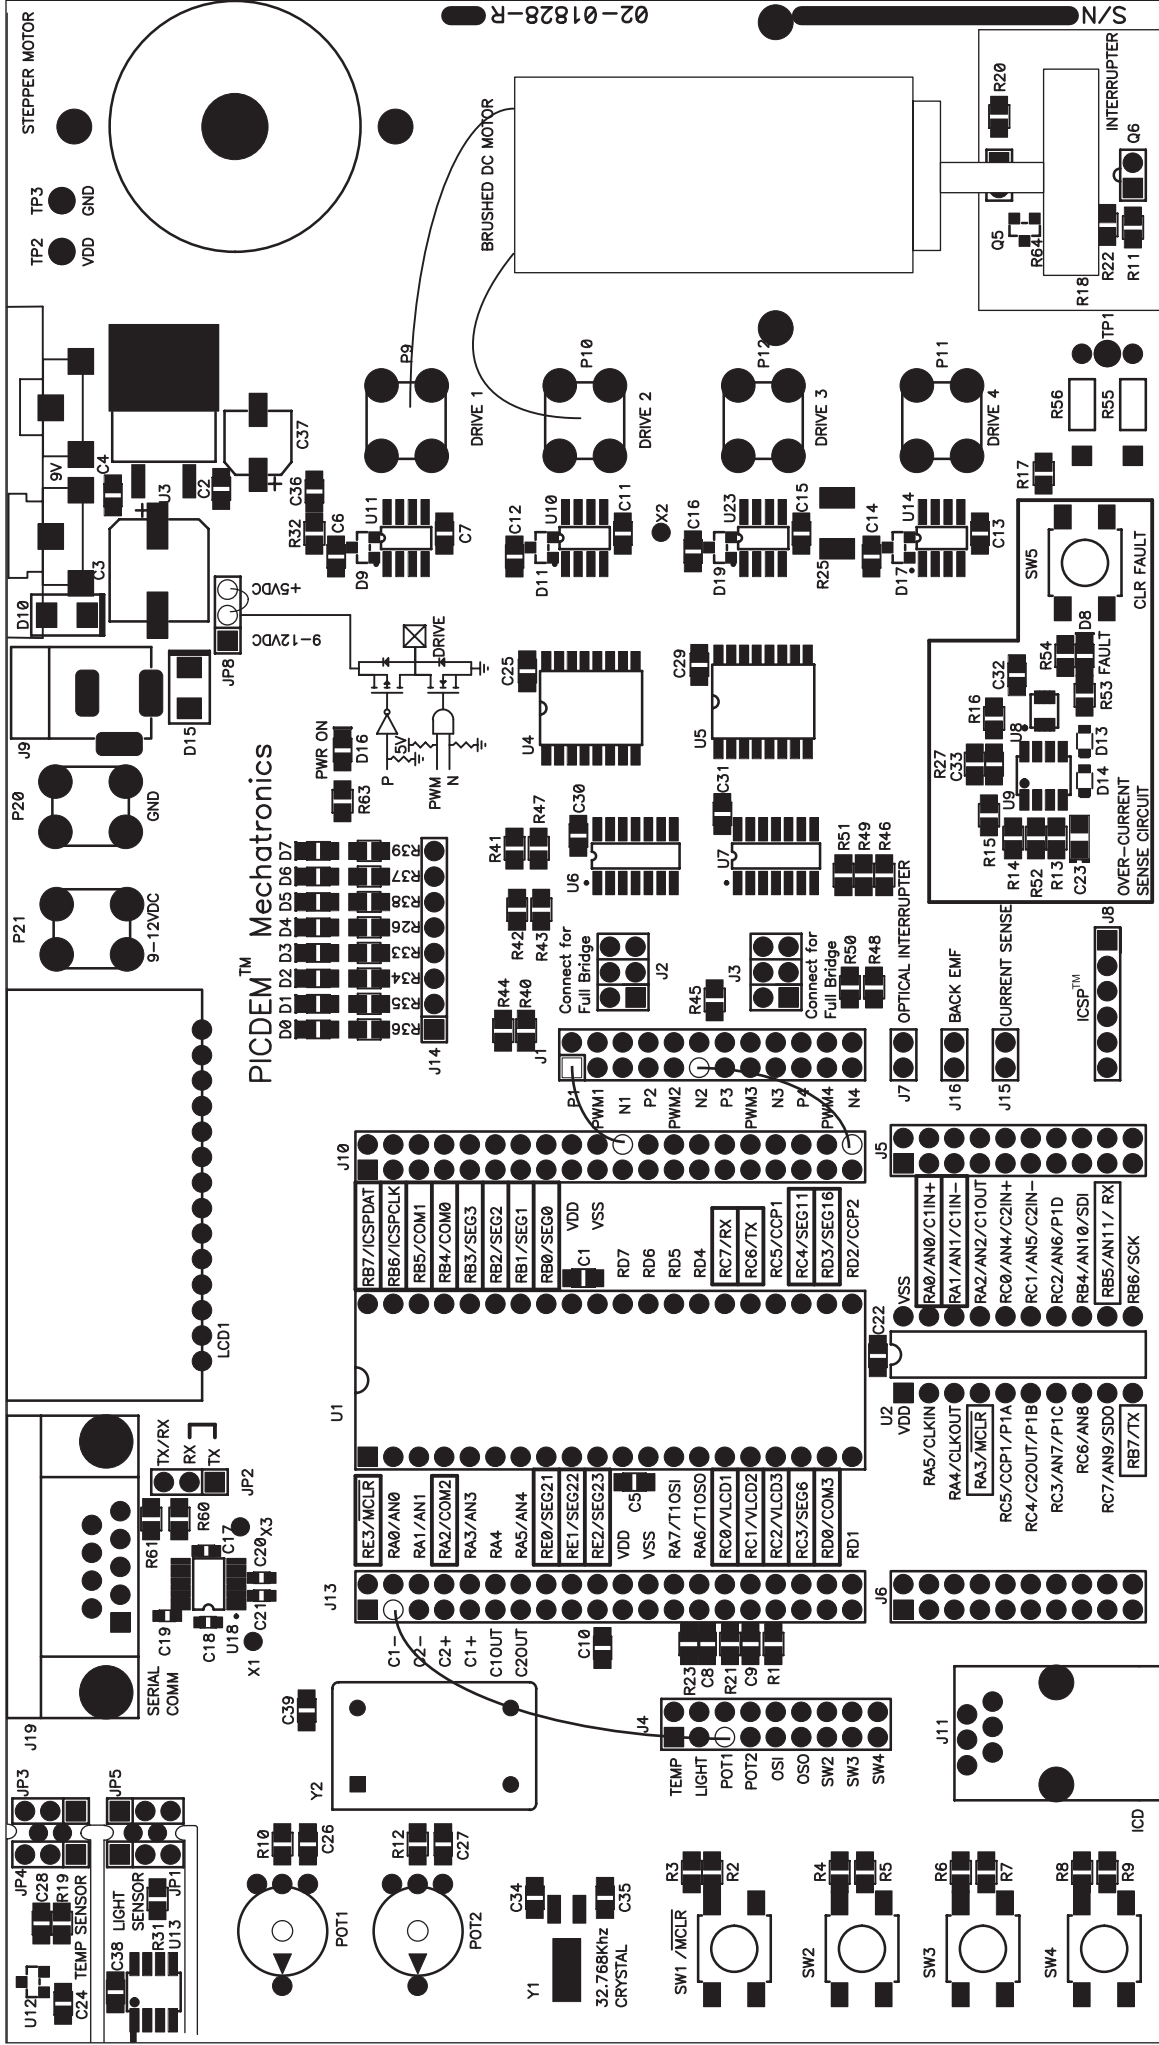 02-01828-R
S/N
STEPPER MOTOR
TP3
GND
TP2
VDD
BRUSHED DC MOTOR
R20
INTERRUPTER
Q6
Q5
R64
R22
R11
R18
9V
C4
U3
C2
C37
C3
D10
C36
R32
C6
D9
U11
C7
P9
DRIVE 1
P10
DRIVE 2
P12
DRIVE 3
P11
DRIVE 4
TP1
R56
R55
R17
C12
D11
U10
C11
X2
C16
D19
U23
C15
R25
C14
D17
U14
C13
SW5
CLR FAULT
J9
D15
JP8
9-12VDC
+5VDC
DRIVE
5V
P
PWM
N
PWR ON
D16
R63
C25
U4
C29
U5
R54
D8
FAULT
R53
C32
R16
U8
R27
C33
U9
D13
D14
R15
R14
R52
R13
C23
OVER-CURRENT
SENSE CIRCUIT
P20
GND
P21
9-12VDC
PICDEM™ Mechatronics
D7
D6
D5
D4
D3
D2
D1
D0
R39
R37
R38
R26
R33
R34
R35
R36
J14
R41
R47
C30
U6
C31
U7
R42
R43
R51
R49
R46
Connect for
Full Bridge
J2
J3
Connect for
Full Bridge
R44
R40
R45
R50
R48
OPTICAL INTERRUPTER
J7
BACK EMF
J16
CURRENT SENSE
J15
J8
ICSP™
J1
P1
PWM1
N1
P2
PWM2
N2
P3
PWM3
N3
P4
PWM4
N4
J10
RB7/ICSPDAT
RB6/ICSPCLK
RB5/COM1
RB4/COM0
RB3/SEG3
RB2/SEG2
RB1/SEG1
RB0/SEG0
VDD
VSS
C1
RD7
RD6
RD5
RD4
RC7/RX
RC6/TX
RC5/CCP1
RC4/SEG11
RD3/SEG16
RD2/CCP2
J5
VSS
RA0/AN0/C1IN+
RA1/AN1/C1IN-
RA2/AN2/C1OUT
RC0/AN4/C2IN+
RC1/AN5/C2IN-
RC2/AN6/P1D
RB4/AN10/SDI
RB5/AN11/ RX
RB6/SCK
LCD1
U1
C22
U2
VDD
RA5/CLKIN
RA4/CLKOUT
RA3/MCLR
RC5/CCP1/P1A
RC4/C2OUT/P1B
RC3/AN7/P1C
RC6/AN8
RC7/AN9/SDO
RB7/TX
TX/RX
RX
TX
JP2
R61
R60
C17
X3
C20
C21
C19
C18
U18
X1
SERIAL
COMM
J19
RE3/MCLR
RA0/AN0
RA1/AN1
RA2/COM2
RA3/AN3
RA4
RA5/AN4
RE0/SEG21
RE1/SEG22
RE2/SEG23
VDD
VSS
C5
RA7/T1OSI
RA6/T1OSO
RC0/VLCD1
RC1/VLCD2
RC2/VLCD3
RC3/SEG6
RD0/COM3
RD1
J13
C1-
C2-
C2+
C1+
C1OUT
C2OUT
J6
C10
R23
C8
R21
C9
R1
C39
Y2
J4
TEMP
LIGHT
POT1
POT2
OSI
OSO
SW2
SW3
SW4
J11
ICD
JP3
JP5
JP4
C28
R19
TEMP SENSOR
U12
C24
LIGHT
SENSOR
JP1
C38
R31
U13
R10
C26
POT1
R12
C27
POT2
C34
C35
Y1
32.768Khz
CRYSTAL
R3
R2
SW1 /MCLR
R4
R5
SW2
R6
R7
SW3
R8
R9
SW4